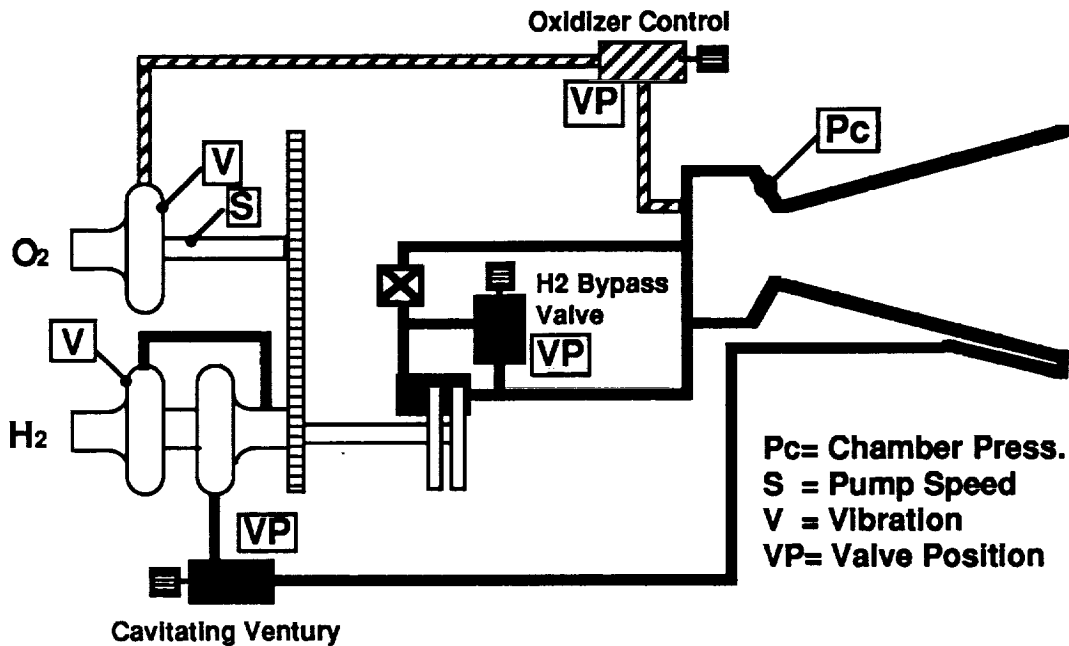 Oxidizer Control
VP
Pc
V
S
O2
H2 Bypass
Valve
VP
V
H2
Pc= Chamber Press.
S = Pump Speed
V = Vibration
VP= Valve Position
VP
Cavitating Ventury